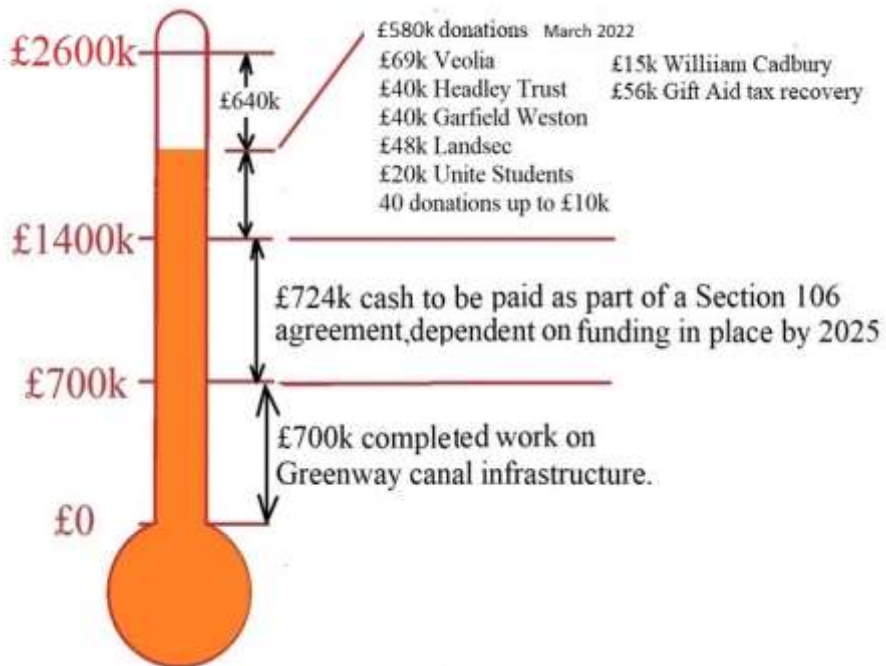 £2600k
£640k
£1400k
£700k
£0
£580k donations March 2022
£69k Veolia
£40k Headley Trust
£40k Garfield Weston
£48k Landsec
£20k Unite Students
40 donations up to £10k
£15k Williiam Cadbury
£56k Gift Aid tax recovery
£724k cash to be paid as part of a Section 106
agreement,dependent on funding in place by 2025
£700k completed work on
Greenway canal infrastructure.